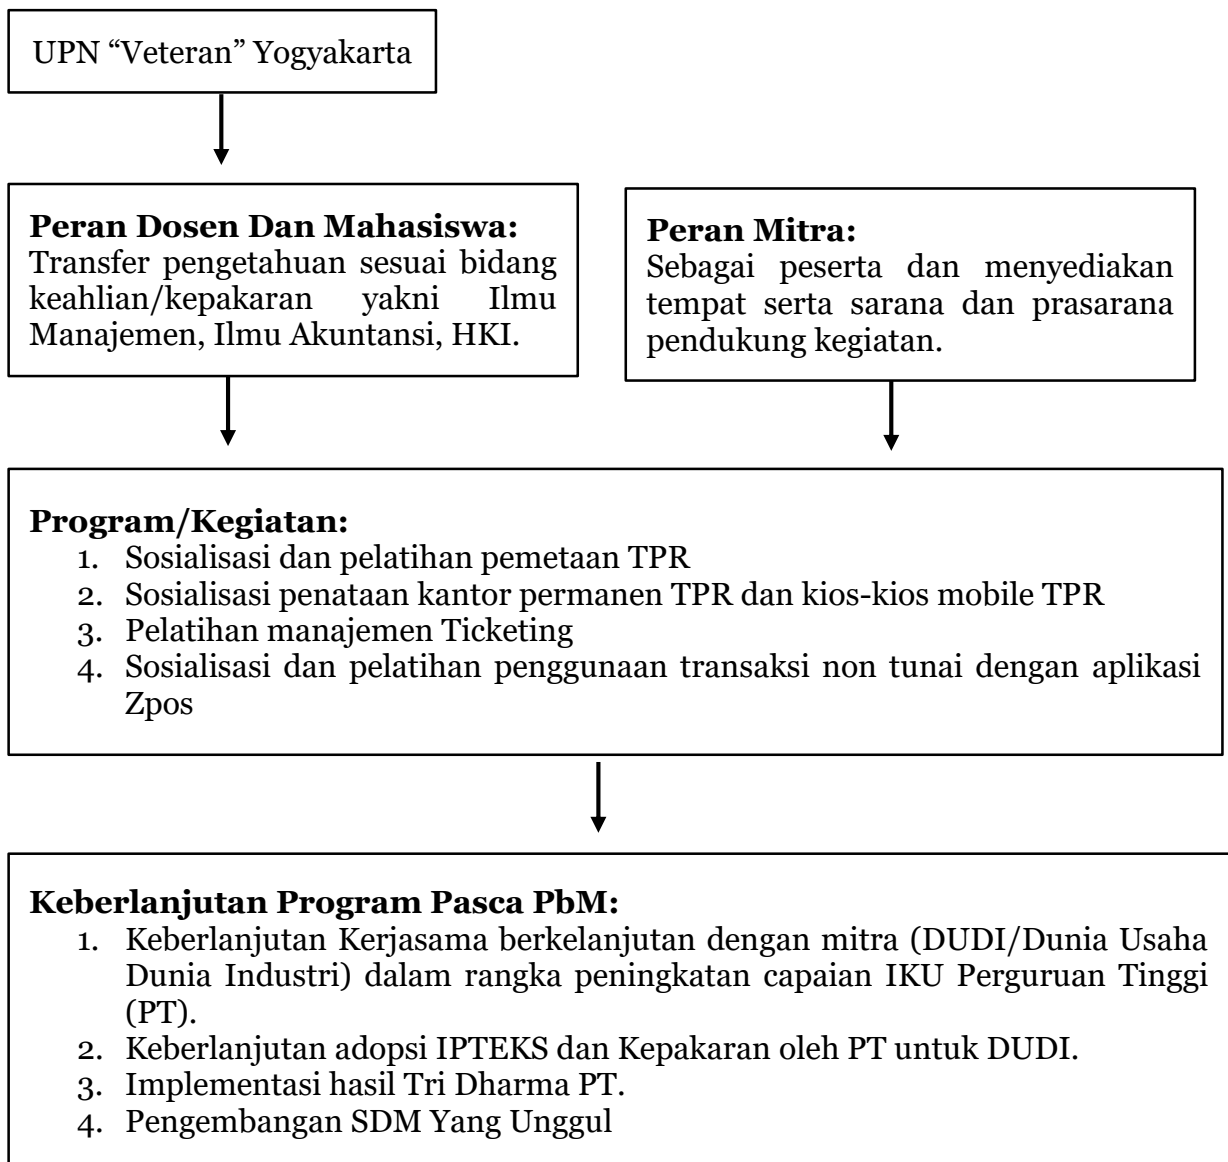 UPN “Veteran” Yogyakarta
Peran Dosen Dan Mahasiswa:
Transfer pengetahuan sesuai bidang
keahlian/kepakaran yakni Ilmu
Manajemen, Ilmu Akuntansi, HKI.
Peran Mitra:
Sebagai peserta dan menyediakan
tempat serta sarana dan prasarana
pendukung kegiatan.
Program/Kegiatan:
1. Sosialisasi dan pelatihan pemetaan TPR
2. Sosialisasi penataan kantor permanen TPR dan kios-kios mobile TPR
3. Pelatihan manajemen Ticketing
4. Sosialisasi dan pelatihan penggunaan transaksi non tunai dengan aplikasi
Zpos
Keberlanjutan Program Pasca PbM:
1. Keberlanjutan Kerjasama berkelanjutan dengan mitra (DUDI/Dunia Usaha
Dunia Industri) dalam rangka peningkatan capaian IKU Perguruan Tinggi
(PT).
2. Keberlanjutan adopsi IPTEKS dan Kepakaran oleh PT untuk DUDI.
3. Implementasi hasil Tri Dharma PT.
4. Pengembangan SDM Yang Unggul